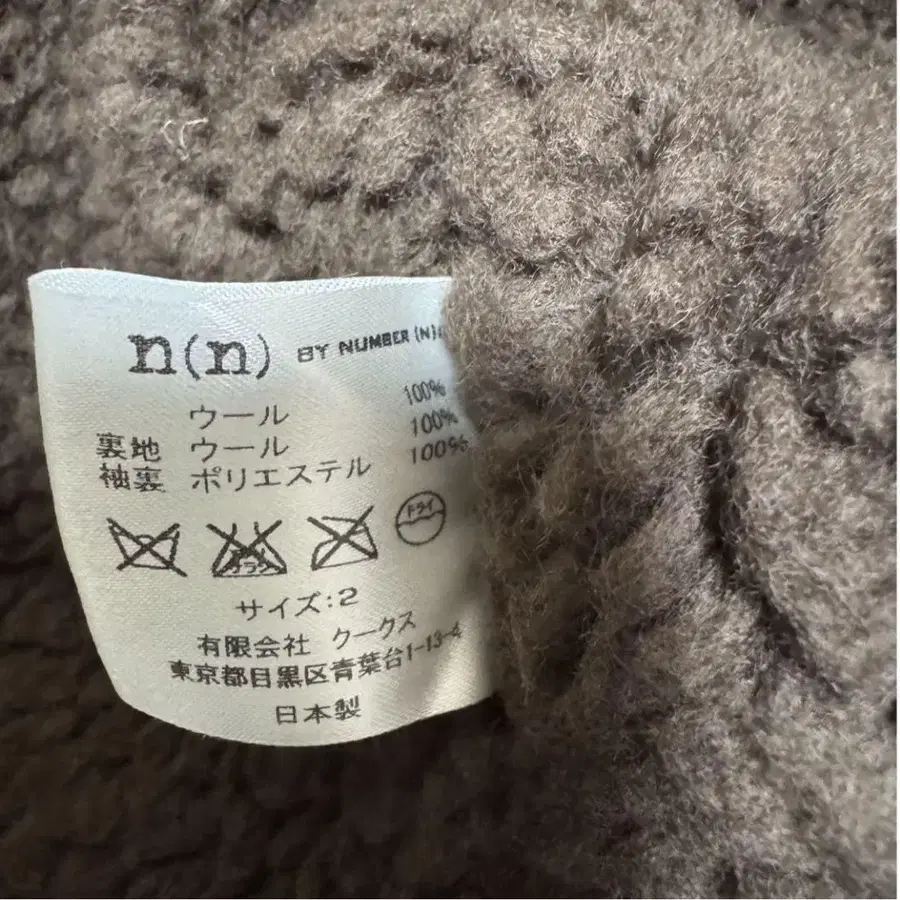 n(n) BY NUMBER (N)
ウール 100%
裏地 ウール 100%
袖裏 ポリエステル 100%
ドライ
サイズ:2
有限会社 クークス
東京都目黒区青葉台1-13-4
日本製